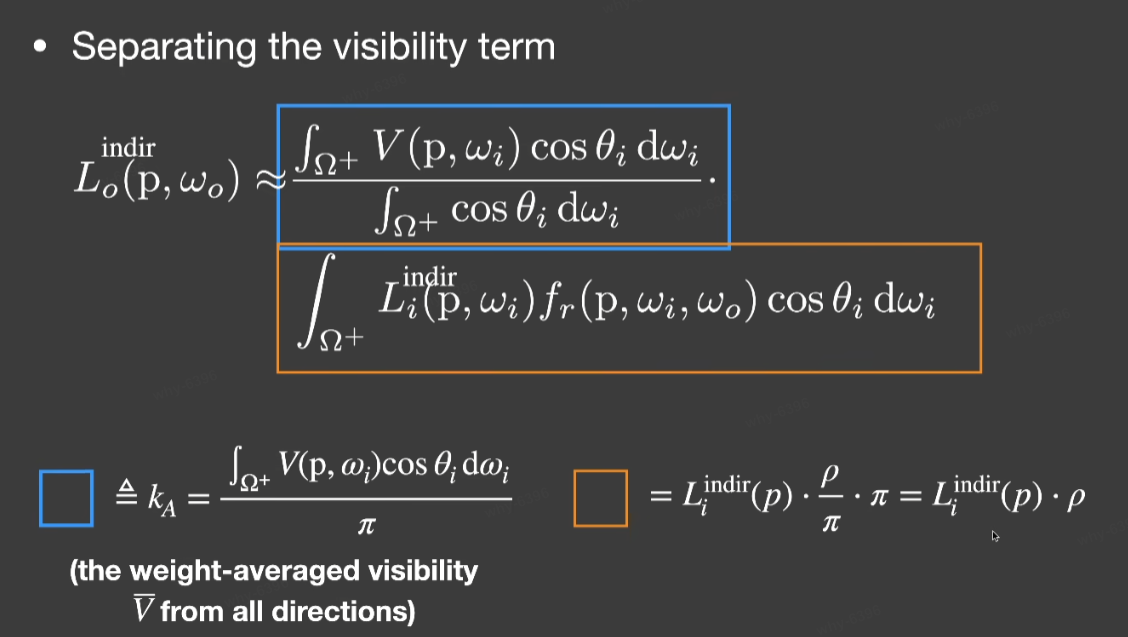 • Separating the visibility term
$L_o^{\text{indir}}(\mathrm{p}, \omega_o) \approx \frac{\int_{\Omega^+} V(\mathrm{p}, \omega_i) \cos\theta_i \, \mathrm{d}\omega_i}{\int_{\Omega^+} \cos\theta_i \, \mathrm{d}\omega_i} \cdot$
$\int_{\Omega^+} L_i^{\text{indir}}(\mathrm{p}, \omega_i) f_r(\mathrm{p}, \omega_i, \omega_o) \cos\theta_i \, \mathrm{d}\omega_i$
$\triangleq k_A = \frac{\int_{\Omega^+} V(\mathrm{p}, \omega_i) \cos\theta_i \, \mathrm{d}\omega_i}{\pi}$
(the weight-averaged visibility
$\overline{V}$ from all directions)
$= L_i^{\text{indir}}(p) \cdot \frac{\rho}{\pi} \cdot \pi = L_i^{\text{indir}}(p) \cdot \rho$